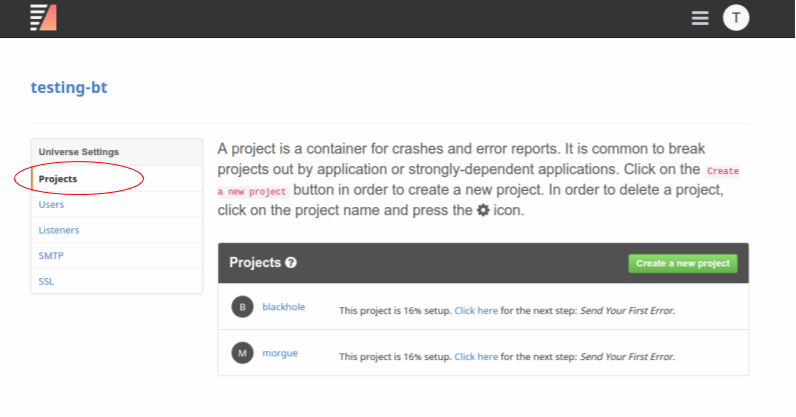 T
testing-bt
Universe Settings
Projects
Users
Listeners
SMTP
SSL
A project is a container for crashes and error reports. It is common to break
projects out by application or strongly-dependent applications. Click on the Create
a new project button in order to create a new project. In order to delete a project,
click on the project name and press the icon.
Projects ?
Create a new project
B blackhole This project is 16% setup. Click here for the next step: Send Your First Error.
M morgue This project is 16% setup. Click here for the next step: Send Your First Error.